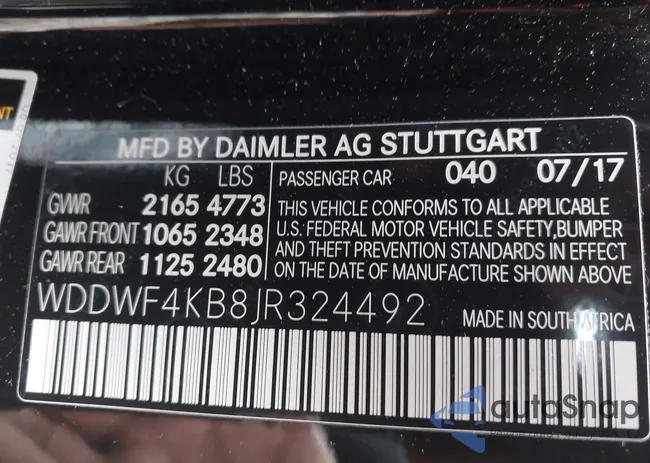 MFD BY DAIMLER AG STUTTGART
KG LBS
GVWR 2165 4773
GAWR FRONT 1065 2348
GAWR REAR 1125 2480
PASSENGER CAR 040 07/17
THIS VEHICLE CONFORMS TO ALL APPLICABLE
U.S. FEDERAL MOTOR VEHICLE SAFETY,BUMPER
AND THEFT PREVENTION STANDARDS IN EFFECT
ON THE DATE OF MANUFACTURE SHOWN ABOVE
WDDWF4KB8JR324492
MADE IN SOUTH AFRICA
autoSnap